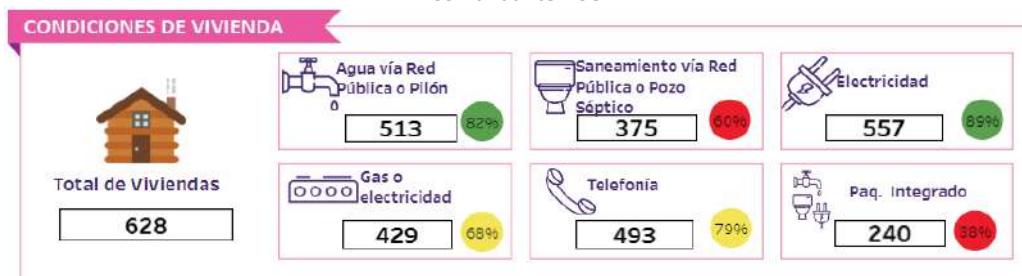 CONDICIONES DE VIVIENDA
Total de Viviendas
628
Agua vía Red
Pública o Pilón
513
82%
Saneamiento vía Red
Pública o Pozo
Séptico
375
60%
Electricidad
557
89%
Gas o
electricidad
429
68%
Telefonía
493
79%
Paq. Integrado
240
38%